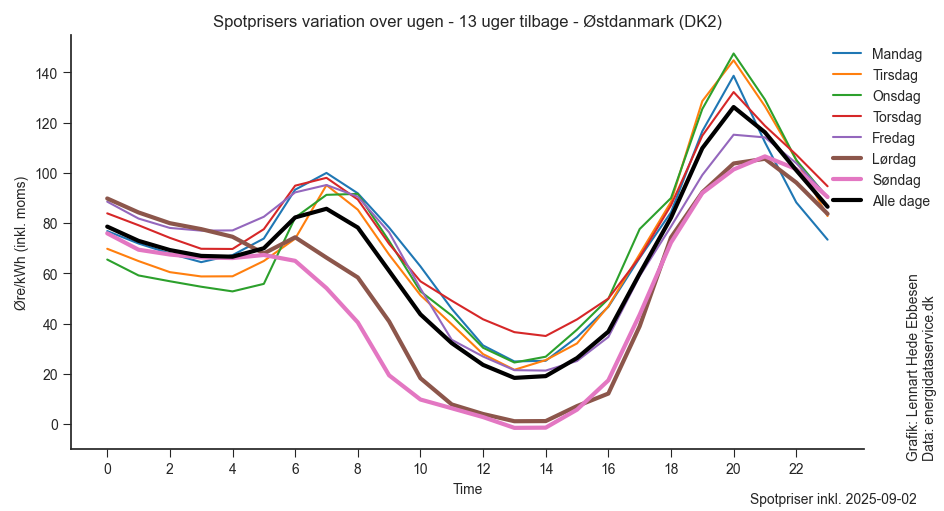 Spotprisers variation over ugen - 13 uger tilbage - Østdanmark (DK2)
Øre/kWh (inkl. moms)
140
120
100
80
60
40
20
0
0 2 4 6 8 10 12 14 16 18 20 22
Time
Mandag
Tirsdag
Onsdag
Torsdag
Fredag
Lørdag
Søndag
Alle dage
Grafik: Lennart Hede Ebbesen
Data: energidataservice.dk
Spotpriser inkl. 2025-09-02